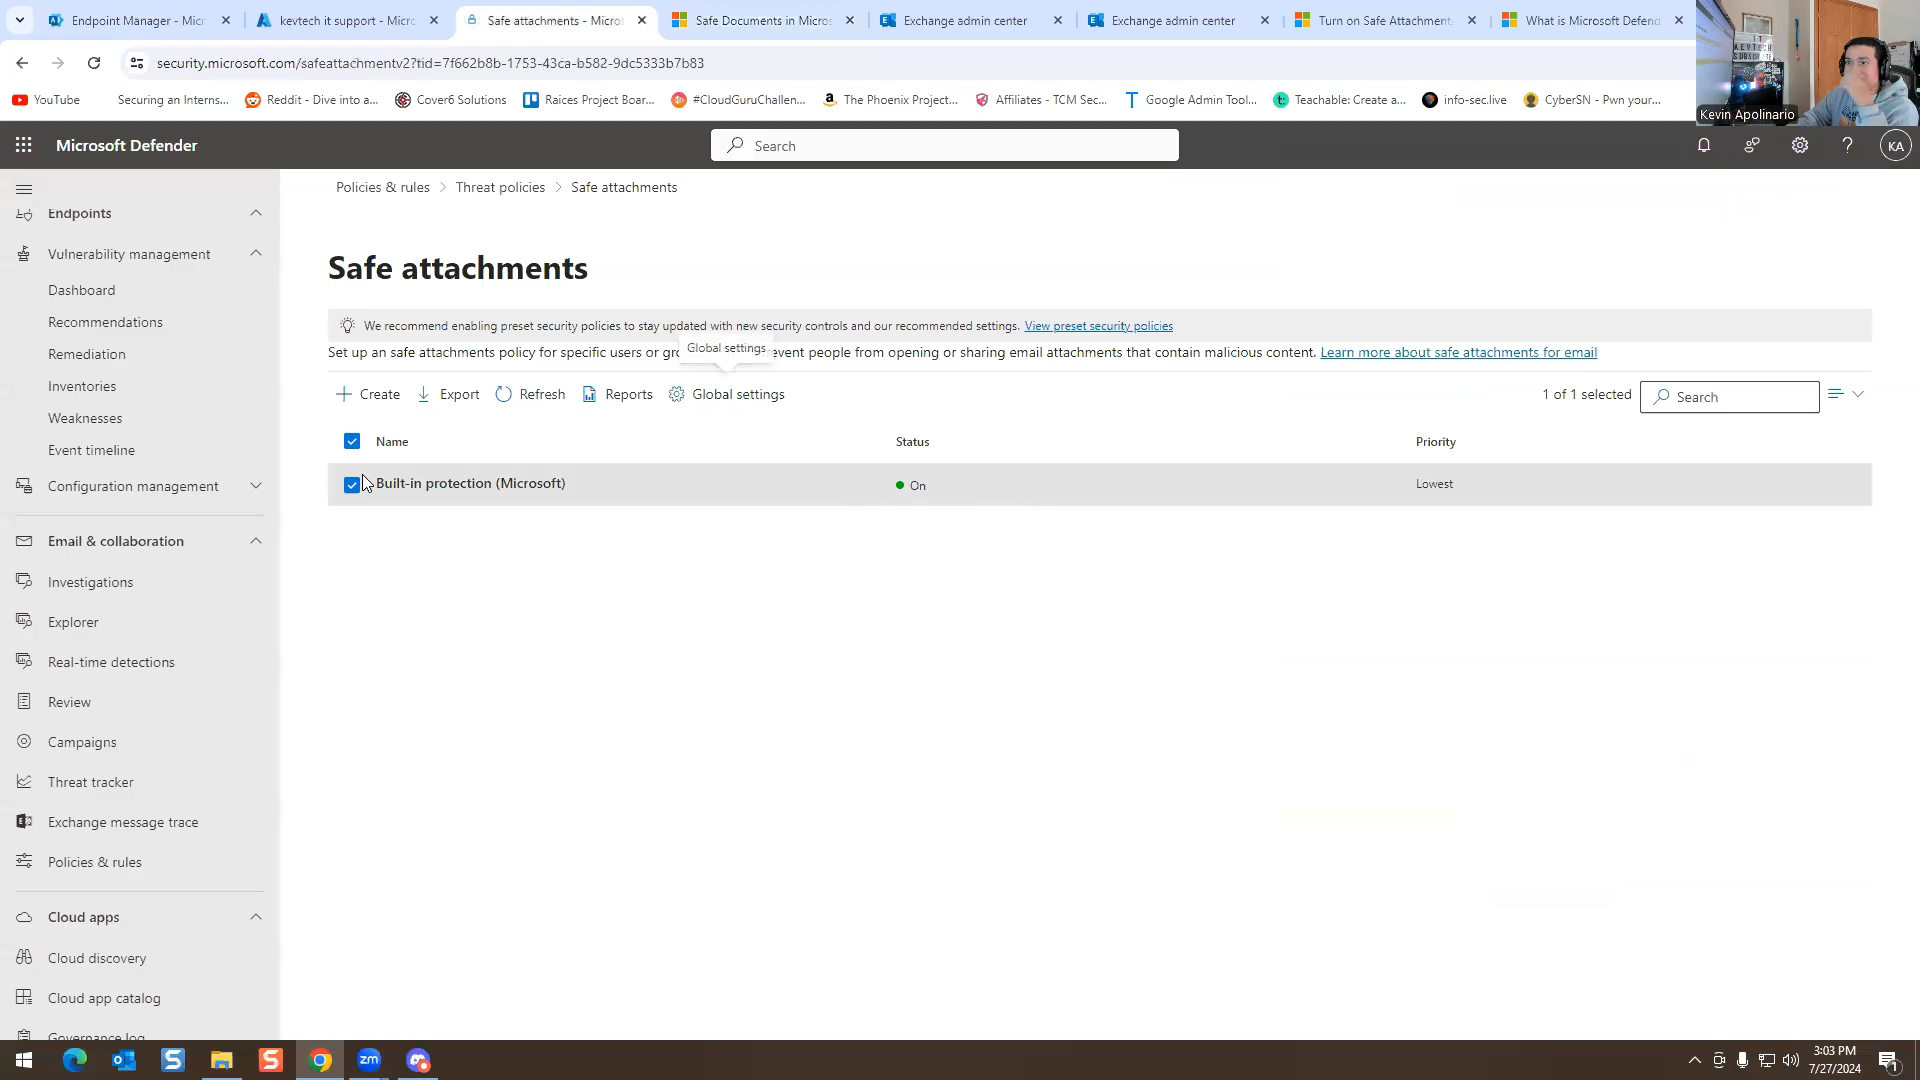 Endpoint Manager - Micr
kevtech it support - Micro
Safe attachments - Micros
Safe Documents in Micros
Exchange admin center
Exchange admin center
Turn on Safe Attachment
What is Microsoft Defend
security.microsoft.com/safeattachmentv2?tid=7f662b8b-1753-43ca-b582-9dc5333b7b83
YouTube
Securing an Interns...
Reddit - Dive into a...
Cover6 Solutions
Raices Project Boar...
#CloudGuruChallen...
The Phoenix Project...
Affiliates - TCM Sec...
Google Admin Tool...
Teachable: Create a...
info-sec.live
CyberSN - Pwn your...
KEVTECH
Kevin Apolinario
Microsoft Defender
Search
KA
Policies & rules > Threat policies > Safe attachments
Endpoints
Vulnerability management
Dashboard
Recommendations
Remediation
Inventories
Weaknesses
Event timeline
Configuration management
Email & collaboration
Investigations
Explorer
Real-time detections
Review
Campaigns
Threat tracker
Exchange message trace
Policies & rules
Cloud apps
Cloud discovery
Cloud app catalog
Governance log
Safe attachments
We recommend enabling preset security policies to stay updated with new security controls and our recommended settings. View preset security policies
Global settings
Set up an safe attachments policy for specific users or gro event people from opening or sharing email attachments that contain malicious content. Learn more about safe attachments for email
Create
Export
Refresh
Reports
Global settings
1 of 1 selected
Search
Name
Status
Priority
Built-in protection (Microsoft)
On
Lowest
3:03 PM
7/27/2024
1